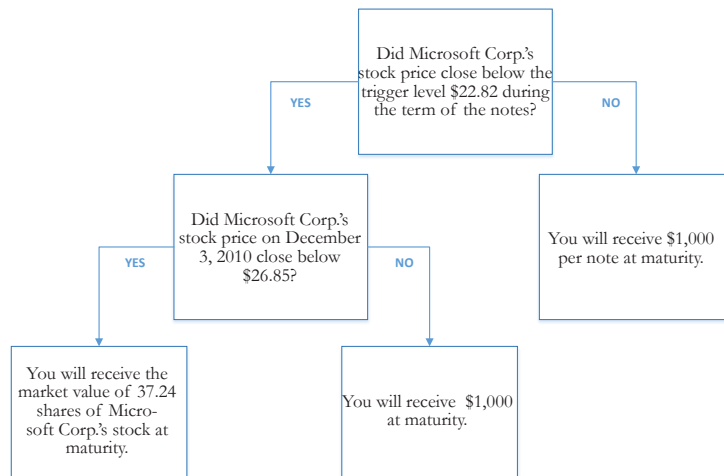 Did Microsoft Corp.'s
stock price close below the
trigger level $22.82 during
the term of the notes?
YES
NO
Did Microsoft Corp.'s
stock price on December
3, 2010 close below
$26.85?
You will receive $1,000
per note at maturity.
YES
NO
You will receive the
market value of 37.24
shares of Micro-
soft Corp.'s stock at
maturity.
You will receive $1,000
at maturity.